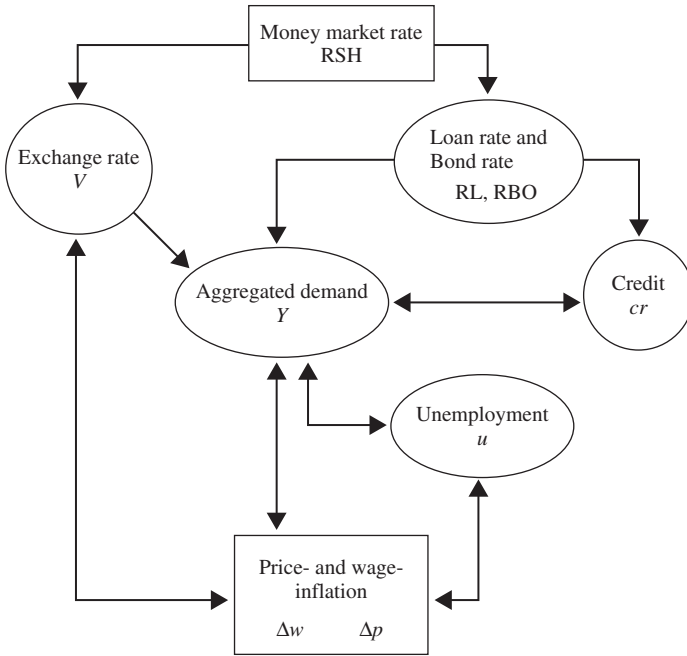 Money market rate
RSH
Exchange rate
V
Loan rate and
Bond rate
RL, RBO
Aggregated demand
Y
Credit
cr
Unemployment
u
Price- and wage-
inflation
Δw Δp